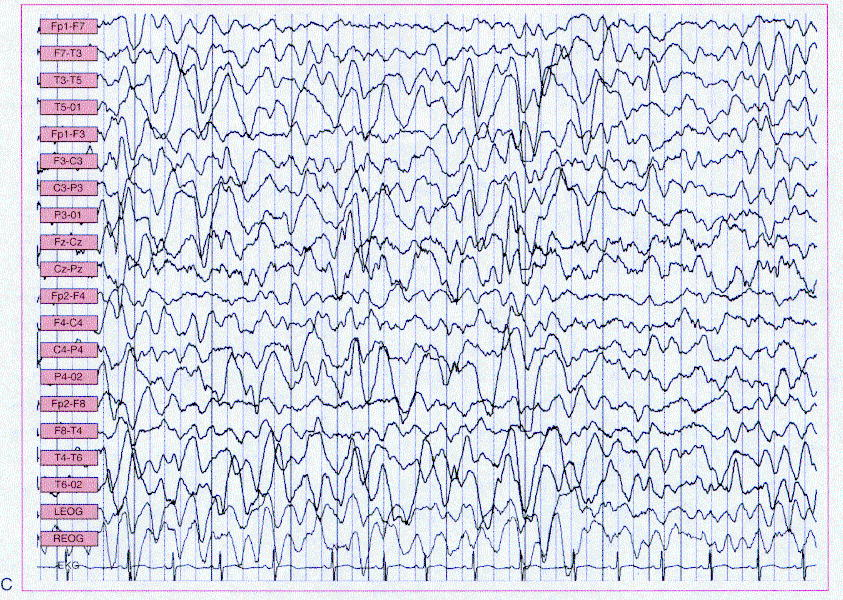 Fp1-F7
F7-T3
T3-T5
T5-01
Fp1-F3
F3-C3
C3-P3
P3-01
Fz-Cz
Cz-Pz
Fp2-F4
F4-C4
C4-P4
P4-02
Fp2-F8
F8-T4
T4-T6
T6-02
LEOG
REOG
EKG
C